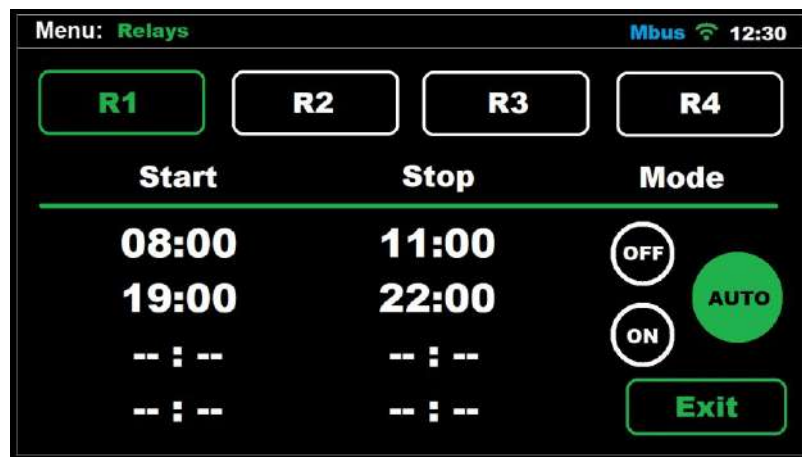 Menu: Relays Mbus 12:30
R1 R2 R3 R4
Start Stop Mode
08:00 11:00 OFF
19:00 22:00 AUTO
-- : -- -- : -- ON
-- : -- -- : -- Exit